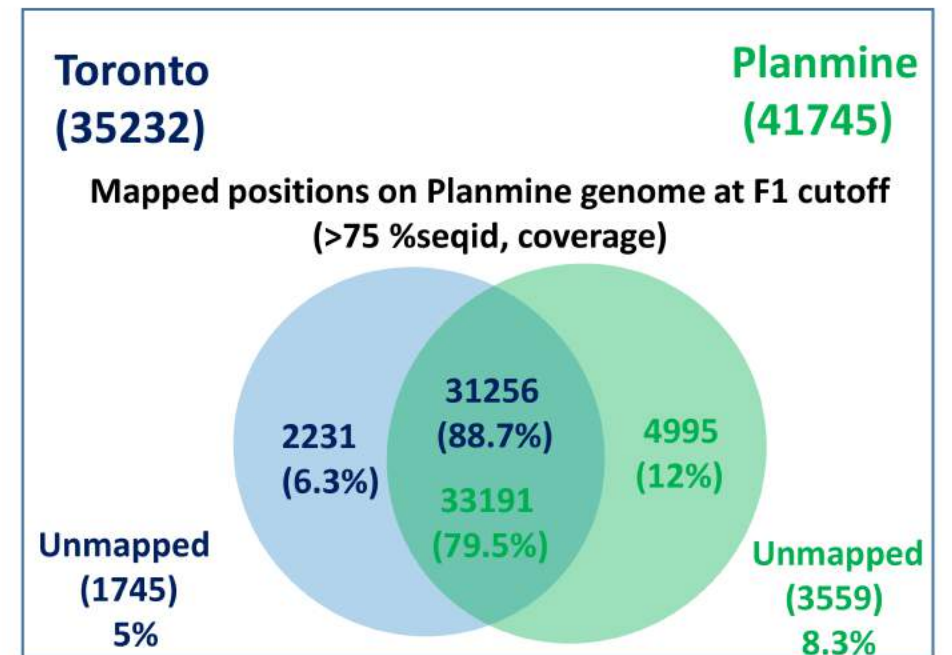 Toronto
(35232)
Planmine
(41745)
Mapped positions on Planmine genome at F1 cutoff
(>75 %seqid, coverage)
2231
(6.3%)
31256
(88.7%)
33191
(79.5%)
4995
(12%)
Unmapped
(1745)
5%
Unmapped
(3559)
8.3%